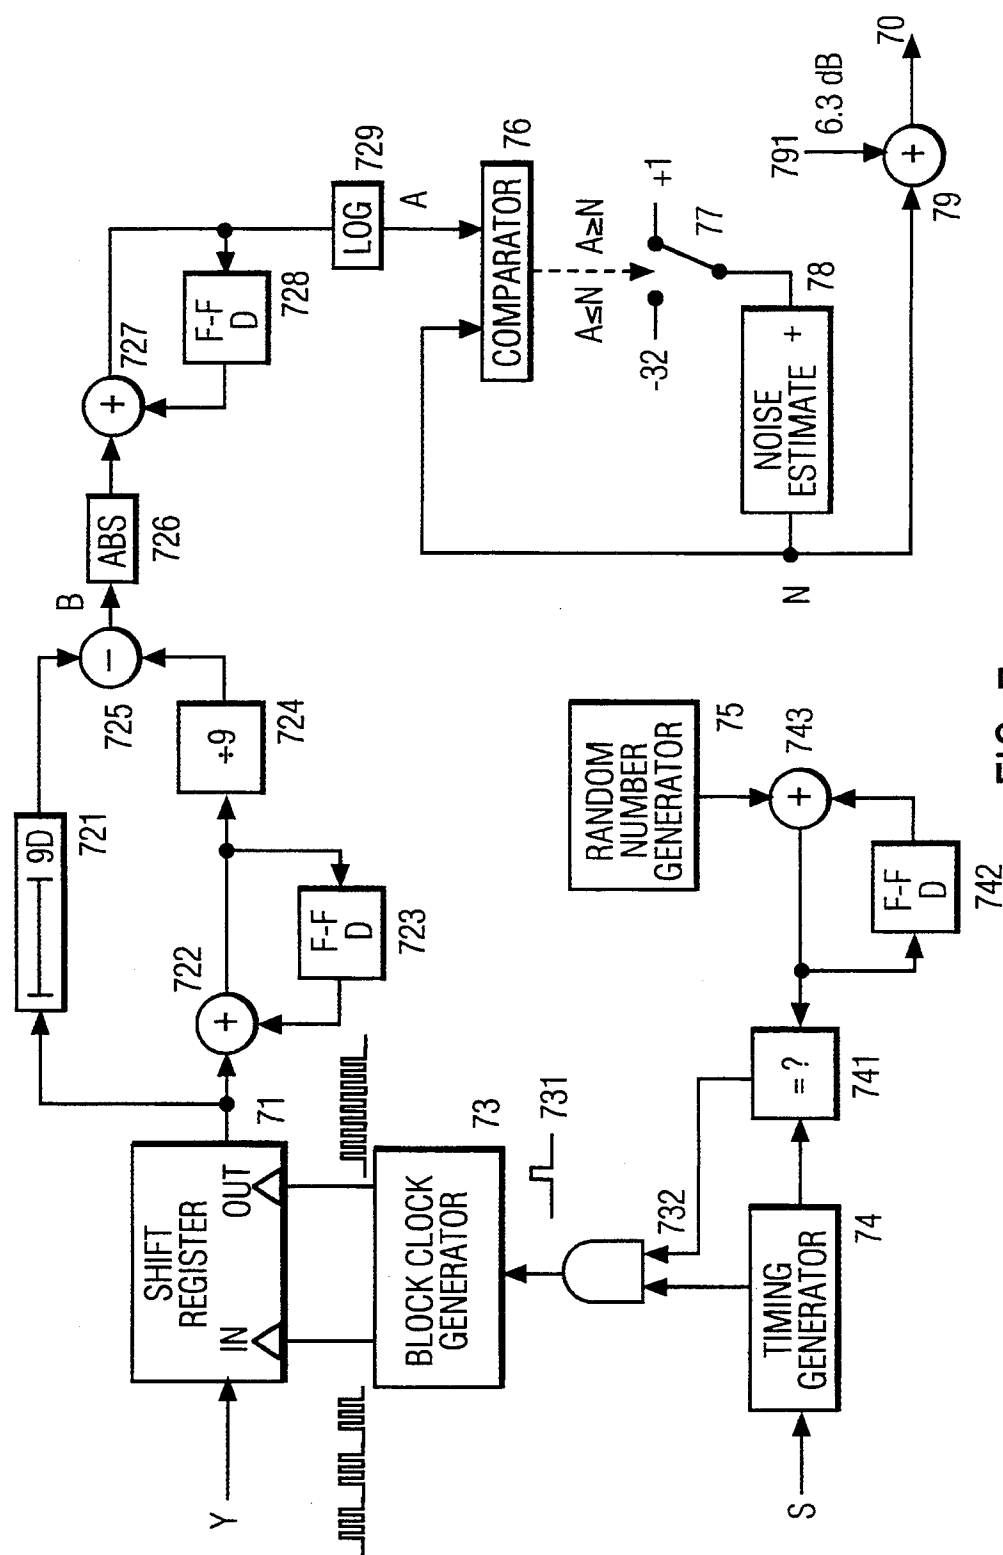 Y
SHIFT
REGISTER
IN
OUT
71
9D
721
+
722
F-F
D
723
÷9
724
−
725
B
ABS
726
+
727
F-F
D
728
LOG
729
A
COMPARATOR
76
A≤N
A≥N
-32
+1
77
NOISE
ESTIMATE
+
78
N
791
6.3 dB
+
79
70
BLOCK CLOCK
GENERATOR
73
731
732
S
TIMING
GENERATOR
74
= ?
741
RANDOM
NUMBER
GENERATOR
75
+
743
F-F
D
742